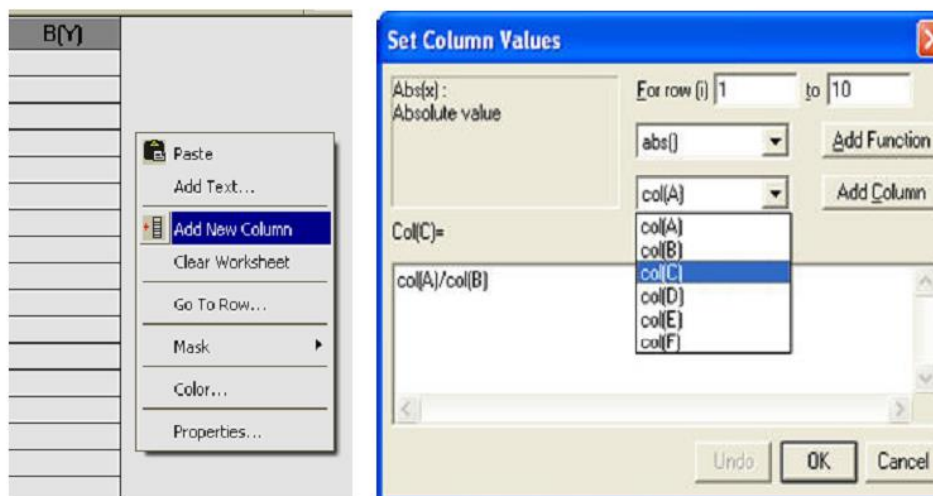 B(Y)
Paste
Add Text...
Add New Column
Clear Worksheet
Go To Row...
Mask
Color...
Properties...
Set Column Values
Abs(x) :
Absolute value
For row (i) 1 to 10
abs() Add Function
col(A) Add Column
Col(C)=
col(A)
col(B)
col(C)
col(D)
col(E)
col(F)
col(A)/col(B)
Undo OK Cancel